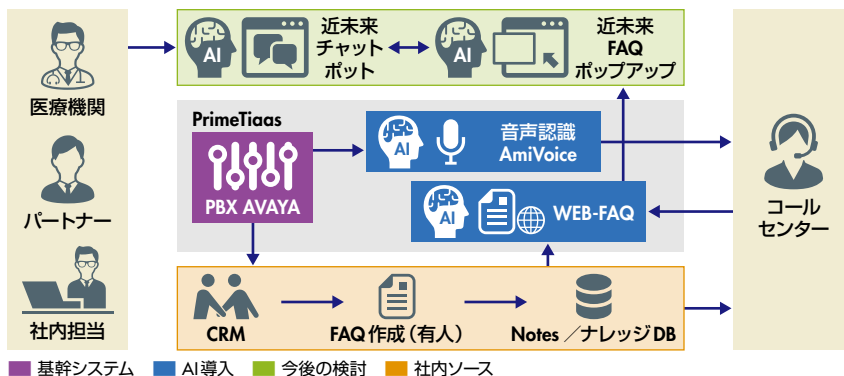 医療機関
パートナー
社内担当
AI
近未来
チャット
ボット
AI
近未来
FAQ
ポップアップ
PrimeTiaas
PBX AVAYA
AI
音声認識
AmiVoice
AI
WEB-FAQ
CRM
FAQ作成（有人）
Notes ／ナレッジDB
コール
センター
基幹システム
AI導入
今後の検討
社内ソース